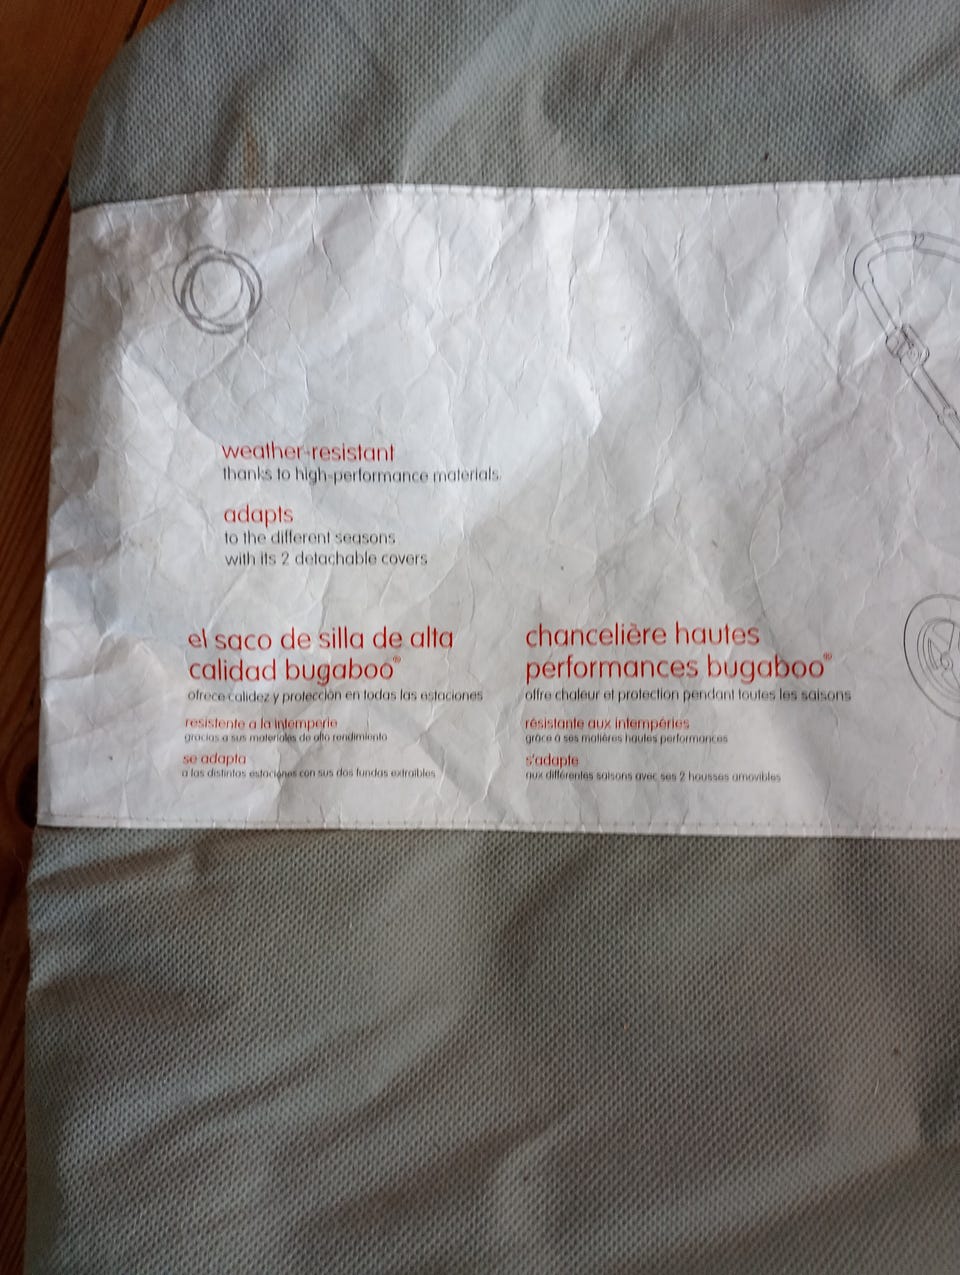 weather-resistant
thanks to high-performance materials
adapts
to the different seasons
with its 2 detachable covers
el saco de silla de alta
calidad bugaboo®
ofrece calidez y protección en todas las estaciones
resistente a la intemperie
gracias a sus materiales de alto rendimiento
se adapta
a las distintas estaciones con sus dos fundas extraíbles
chancelière hautes
performances bugaboo®
offre chaleur et protection pendant toutes les saisons
résistante aux intempéries
grâce à ses matières hautes performances
s'adapte
aux différentes saisons avec ses 2 housses amovibles